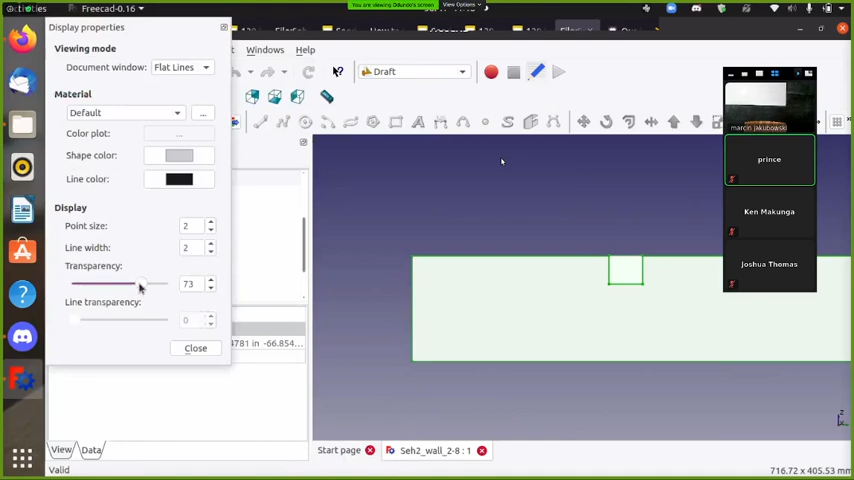 You are viewing Odundo's screen
View Options
Freecad-0.16
Display properties
Viewing mode
Document window: Flat Lines
Material
Default
...
Color plot: ...
Shape color:
Line color:
Display
Point size: 2
Line width: 2
Transparency:
73
Line transparency:
0
Close
Windows Help
Draft
marcin jakubowski
prince
Ken Makunga
Joshua Thomas
4781 in -66.854...
View Data
Start page
Seh2_wall_2-8 : 1
Valid
716.72 x 405.53 mm